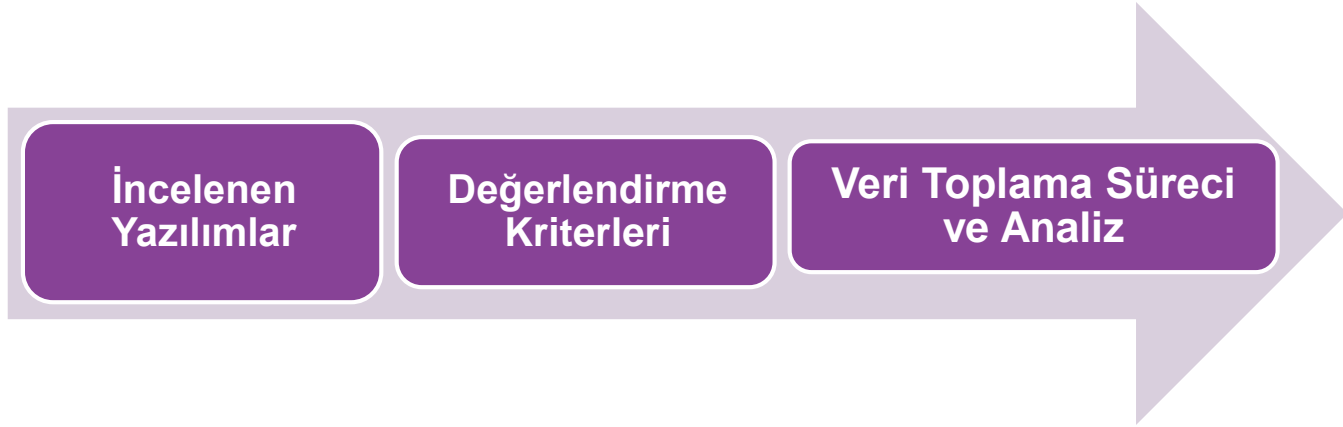 İncelenen
Yazılımlar
Değerlendirme
Kriterleri
Veri Toplama Süreci
ve Analiz